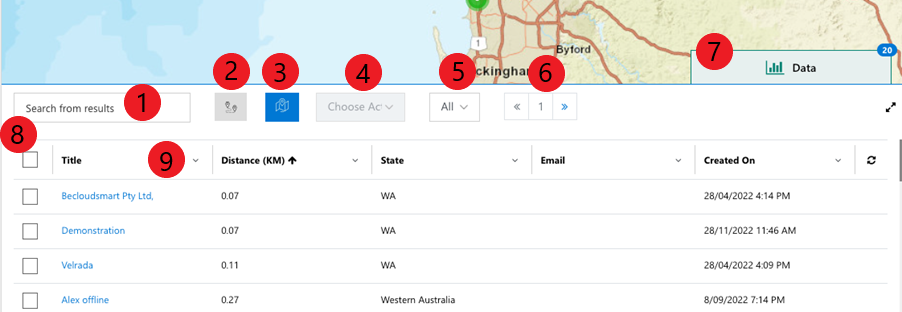 1
Byford
ckingham
7
Data
20
Search from results
1
2
3
4
Choose Ac
5
All
6
«
1
»
8
Title
9
Distance (KM) ↑
State
Email
Created On
Becloudsmart Pty Ltd,
0.07
WA
28/04/2022 4:14 PM
Demonstration
0.07
WA
28/11/2022 11:46 AM
Velrada
0.11
WA
28/04/2022 4:09 PM
Alex offline
0.27
Western Australia
8/09/2022 7:14 PM